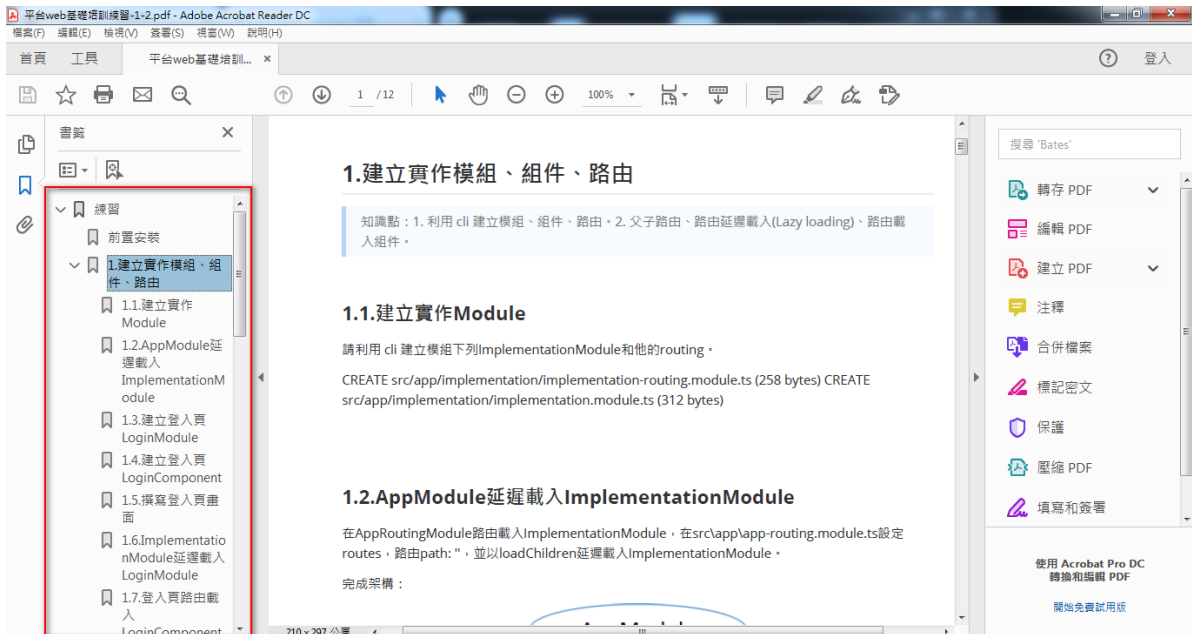 平台web基礎培訓練習-1-2.pdf - Adobe Acrobat Reader DC
檔案(F) 編輯(E) 檢視(V) 簽署(S) 視窗(W) 說明(H)
首頁 工具 平台web基礎培訓... × ? 登入
1 /12 100%
書籤
練習
前置安裝
1.建立實作模組、組
件、路由
1.1.建立實作
Module
1.2.AppModule延
遲載入
ImplementationM
odule
1.3.建立登入頁
LoginModule
1.4.建立登入頁
LoginComponent
1.5.撰寫登入頁畫
面
1.6.Implementatio
nModule延遲載入
LoginModule
1.7.登入頁路由載
入
LoginComponent
1.建立實作模組、組件、路由
知識點：1. 利用 cli 建立模組、組件、路由。2. 父子路由、路由延遲載入(Lazy loading)、路由載
入組件。
1.1.建立實作Module
請利用 cli 建立模組下列ImplementationModule和他的routing。
CREATE src/app/implementation/implementation-routing.module.ts (258 bytes) CREATE
src/app/implementation/implementation.module.ts (312 bytes)
1.2.AppModule延遲載入ImplementationModule
在AppRoutingModule路由載入ImplementationModule，在src\app\app-routing.module.ts設定
routes，路由path: ''，並以loadChildren延遲載入ImplementationModule。
完成架構：
210 x 297 公厘
搜尋 'Bates'
轉存 PDF
編輯 PDF
建立 PDF
注釋
合併檔案
標記密文
保護
壓縮 PDF
填寫和簽署
使用 Acrobat Pro DC
轉換和編輯 PDF
開始免費試用版